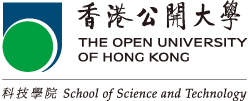 香港公開大學
THE OPEN UNIVERSITY
OF HONG KONG
科技學院 School of Science and Technology